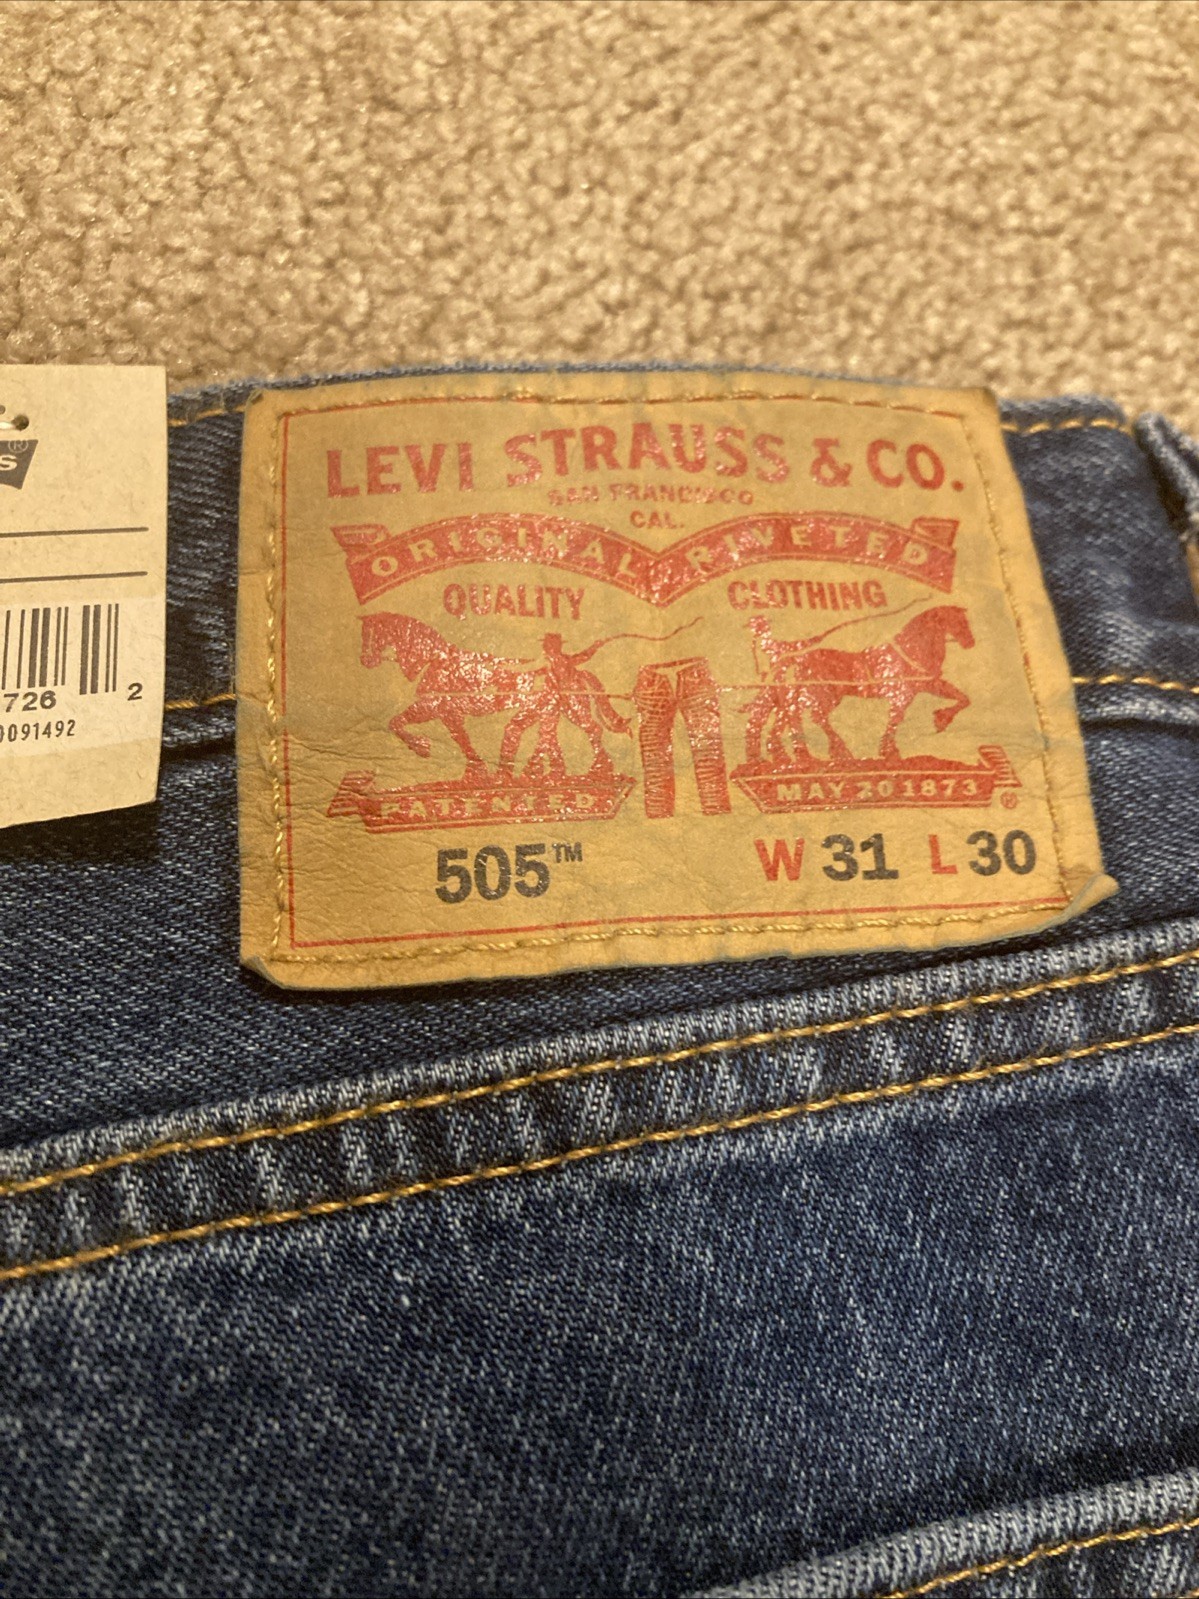 LEVI STRAUSS & CO.
SAN FRANCISCO
CAL.
ORIGINAL RIVETED
QUALITY CLOTHING
PATENTED MAY 20 1873 ®
505™ W 31 L 30
S ®
726 2
0091492